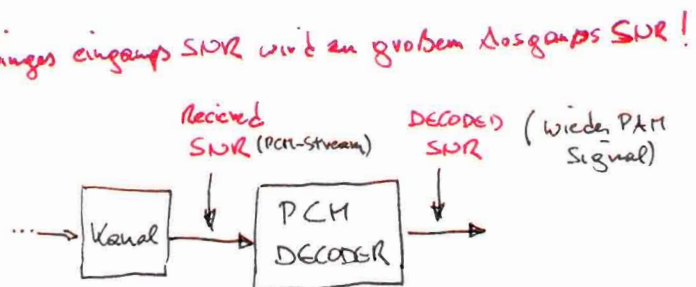 eingangs SNR wird zu großem Ausgangs SNR!
Recieved
SNR (PCM-Stream)
DECODED
SNR
(wieder PAM
Signal)
Kanal
PCM
DECODER